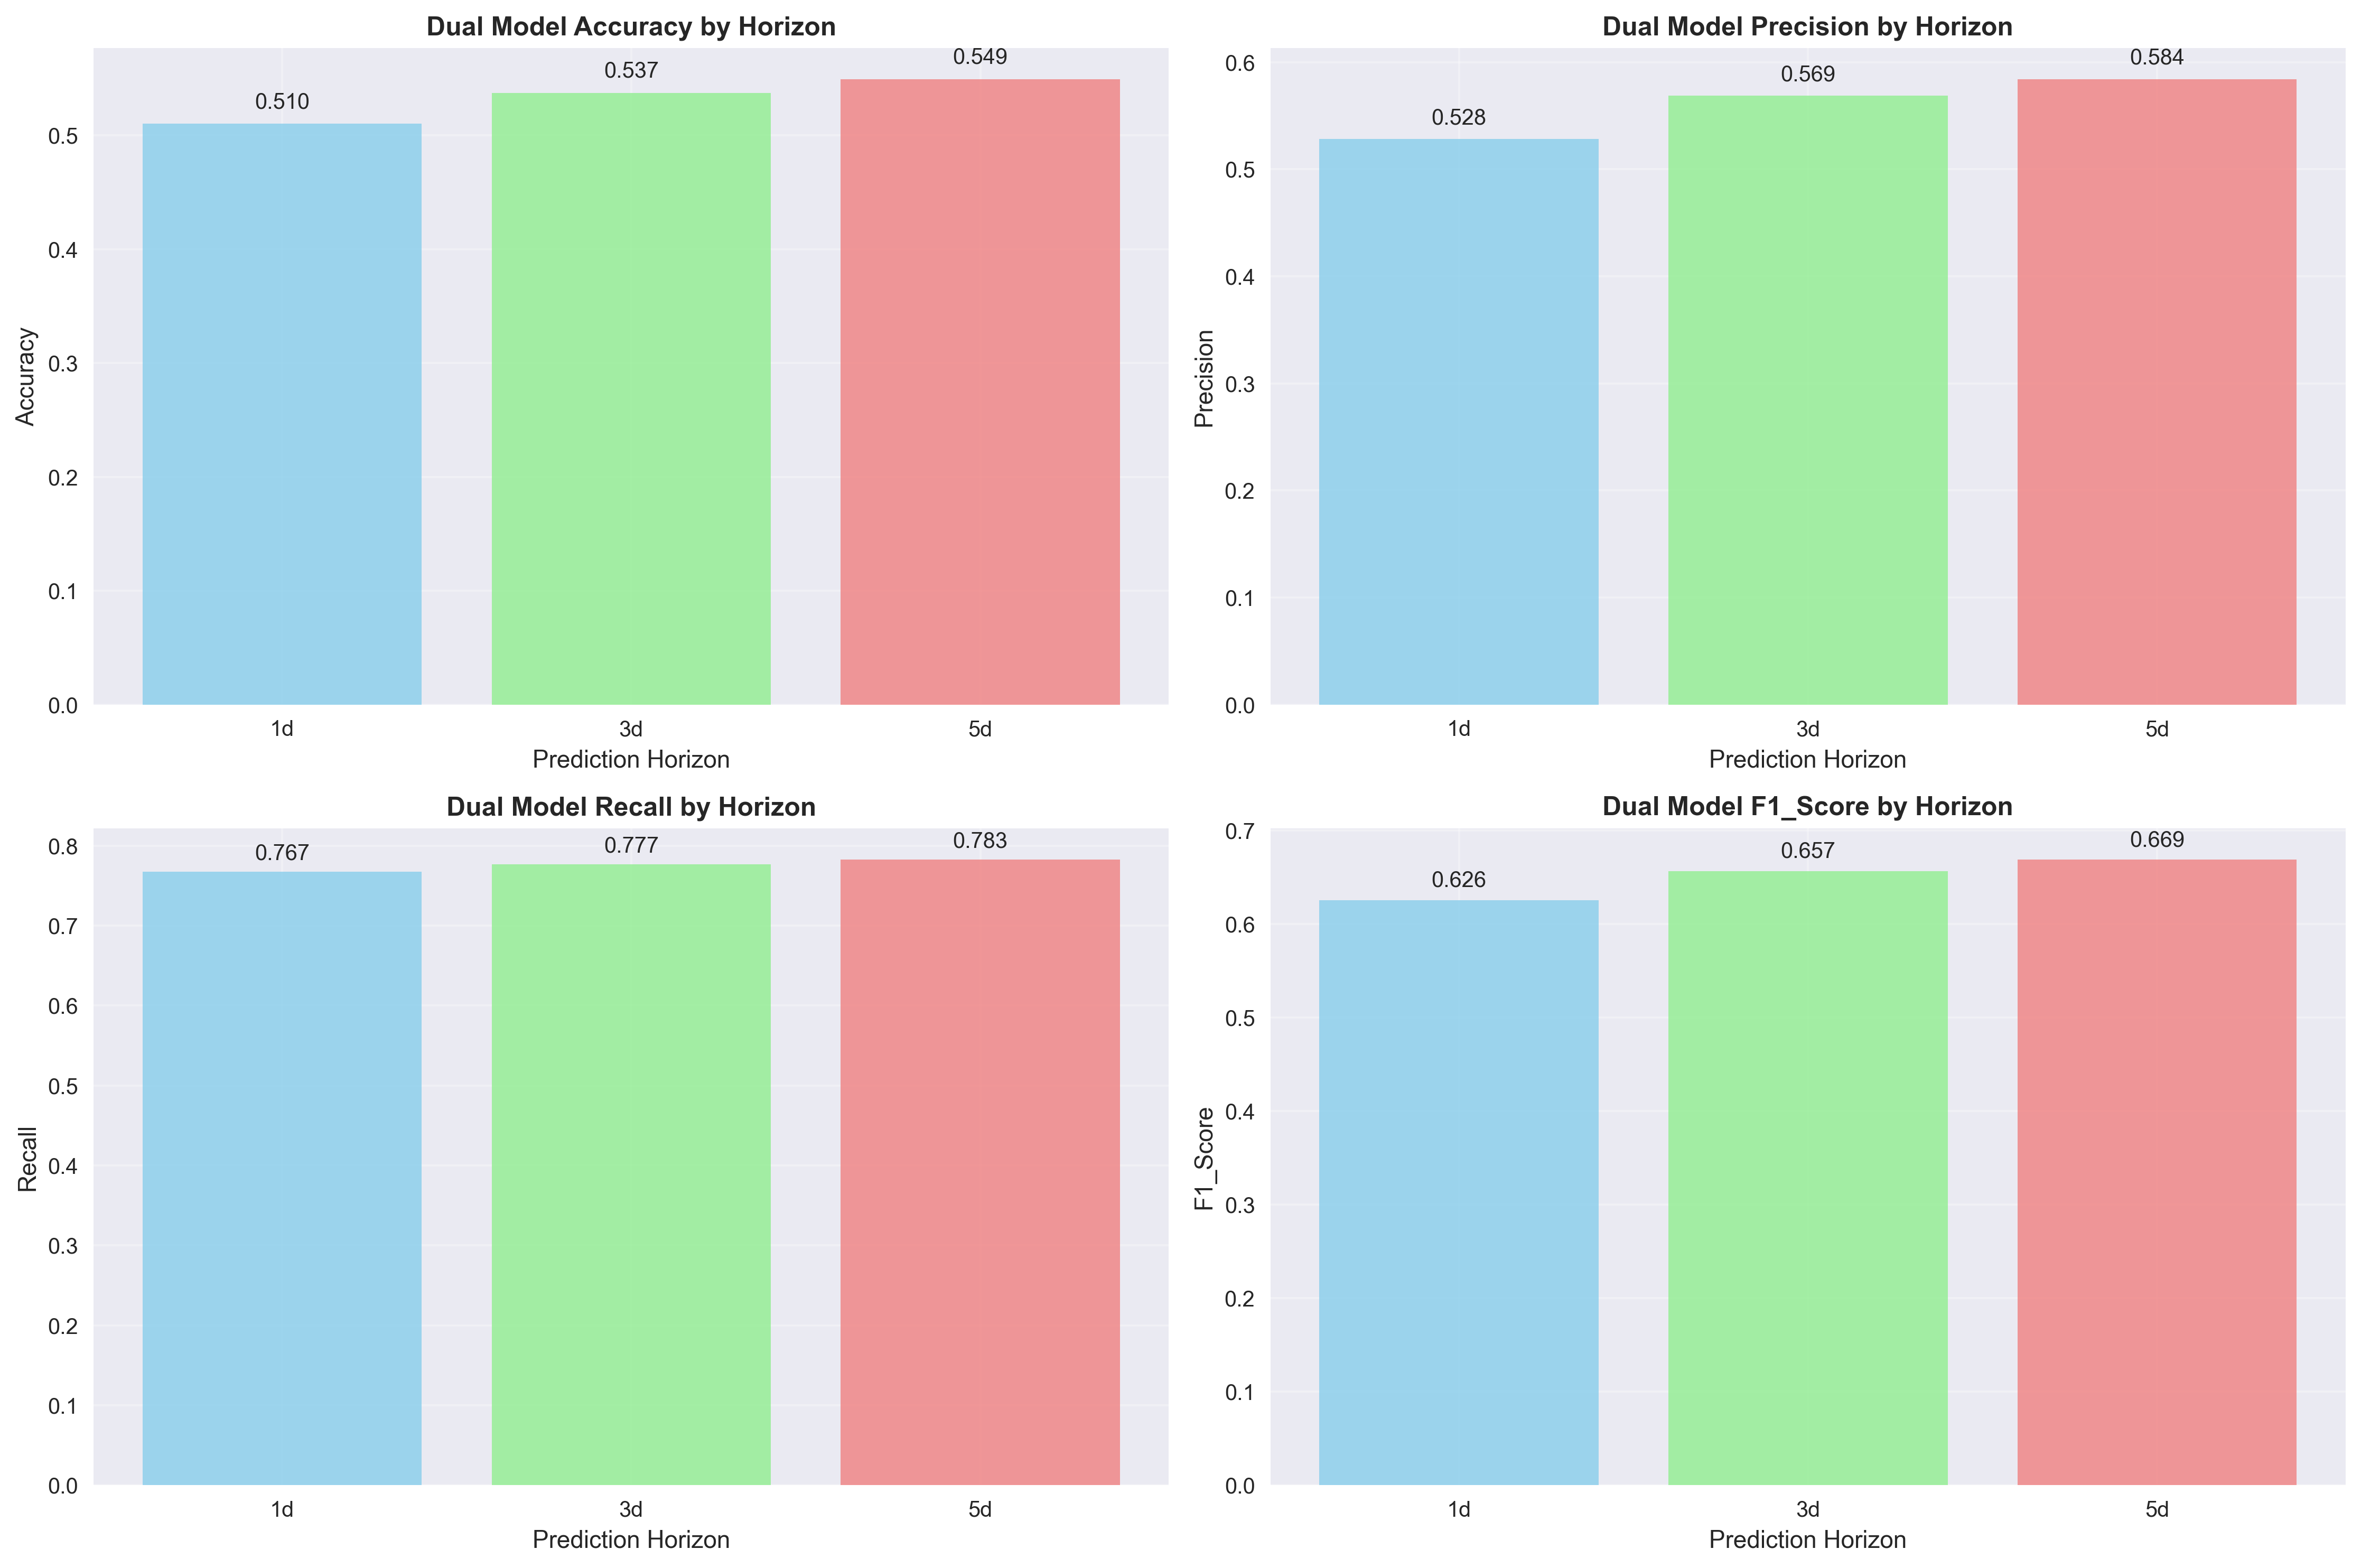 Dual Model Accuracy by Horizon
0.510
0.537
0.549
0.5
0.4
0.3
0.2
0.1
0.0
Accuracy
1d
3d
5d
Prediction Horizon
Dual Model Precision by Horizon
0.528
0.569
0.584
0.6
0.5
0.4
0.3
0.2
0.1
0.0
Precision
1d
3d
5d
Prediction Horizon
Dual Model Recall by Horizon
0.767
0.777
0.783
0.8
0.7
0.6
0.5
0.4
0.3
0.2
0.1
0.0
Recall
1d
3d
5d
Prediction Horizon
Dual Model F1_Score by Horizon
0.626
0.657
0.669
0.7
0.6
0.5
0.4
0.3
0.2
0.1
0.0
F1_Score
1d
3d
5d
Prediction Horizon